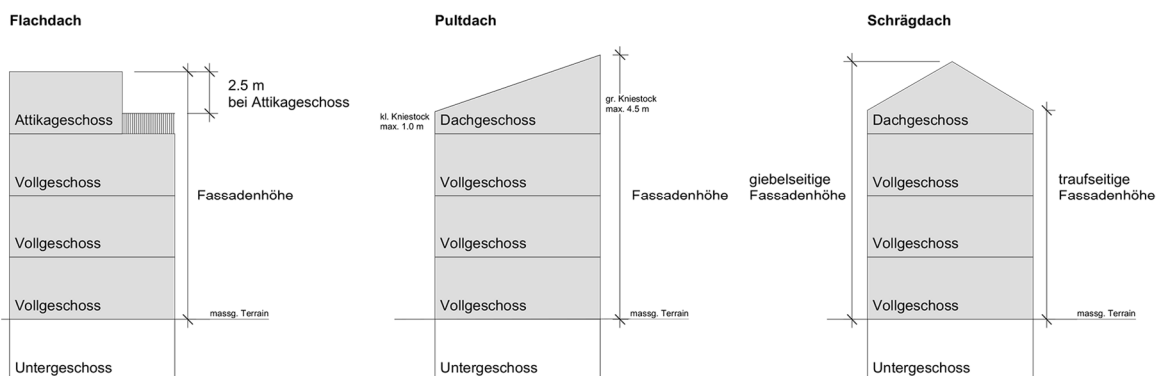 Flachdach
2.5 m
bei Attikageschoss
Attikageschoss
Vollgeschoss
Fassadenhöhe
Vollgeschoss
Vollgeschoss
massg. Terrain
Untergeschoss
Pultdach
gr. Kniestock
max. 4.5 m
kl. Kniestock
max. 1.0 m
Dachgeschoss
Vollgeschoss
Fassadenhöhe
Vollgeschoss
Vollgeschoss
massg. Terrain
Untergeschoss
Schrägdach
Dachgeschoss
giebelseitige
Fassadenhöhe
Vollgeschoss
traufseitige
Fassadenhöhe
Vollgeschoss
Vollgeschoss
massg. Terrain
Untergeschoss